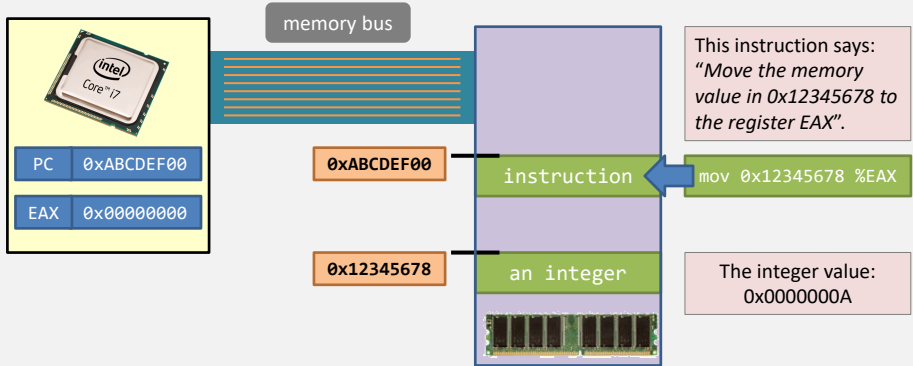 memory bus
intel
Core™ i7
PC 0xABCDEF00
EAX 0x00000000
0xABCDEF00
instruction
mov 0x12345678 %EAX
This instruction says:
“Move the memory
value in 0x12345678 to
the register EAX”.
0x12345678
an integer
The integer value:
0x0000000A